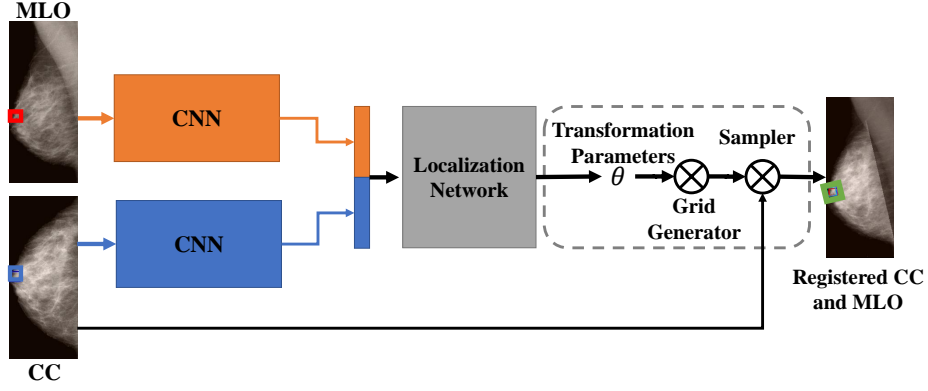 MLO
CNN
CNN
CC
Localization
Network
Transformation
Parameters
θ
Grid
Generator
Sampler
Registered CC
and MLO